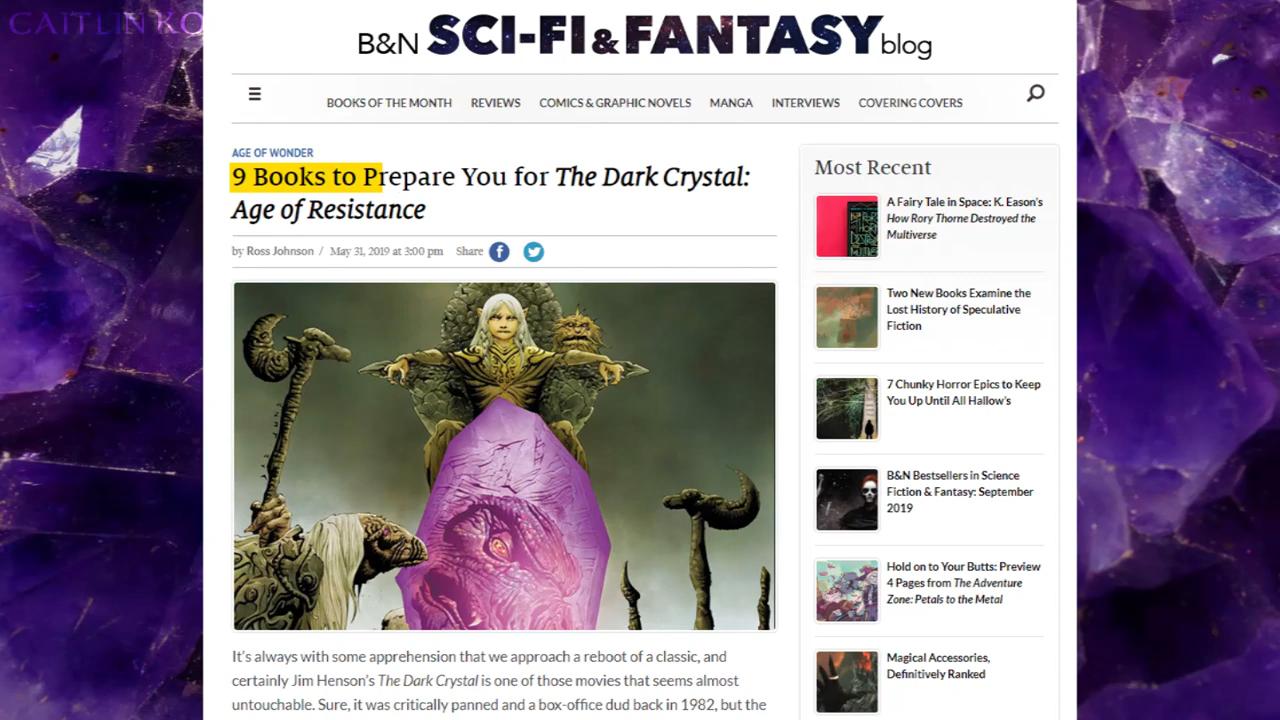 CAITLIN RO
B&N SCI-FI & FANTASY blog
BOOKS OF THE MONTH REVIEWS COMICS & GRAPHIC NOVELS MANGA INTERVIEWS COVERING COVERS
AGE OF WONDER
9 Books to Prepare You for The Dark Crystal:
Age of Resistance
by Ross Johnson / May 31, 2019 at 3:00 pm Share
It's always with some apprehension that we approach a reboot of a classic, and
certainly Jim Henson's The Dark Crystal is one of those movies that seems almost
untouchable. Sure, it was critically panned and a box-office dud back in 1982, but the
Most Recent
A Fairy Tale in Space: K. Eason's
How Rory Thorne Destroyed the
Multiverse
Two New Books Examine the
Lost History of Speculative
Fiction
7 Chunky Horror Epics to Keep
You Up Until All Hallow's
B&N Bestsellers in Science
Fiction & Fantasy: September
2019
Hold on to Your Butts: Preview
4 Pages from The Adventure
Zone: Petals to the Metal
Magical Accessories,
Definitively Ranked